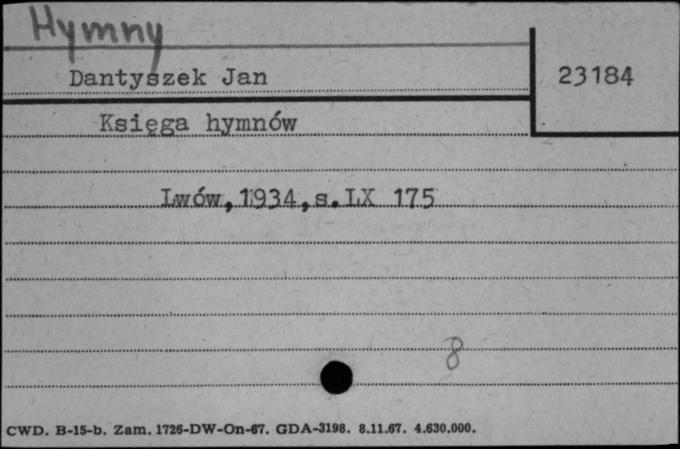 Hymny
Dantyszek Jan
23184
Księga hymnów
Lwów,1934,s.LX 175
8
CWD. B-15-b. Zam. 1726-DW-On-67. GDA-3198. 8.11.67. 4.630.000.